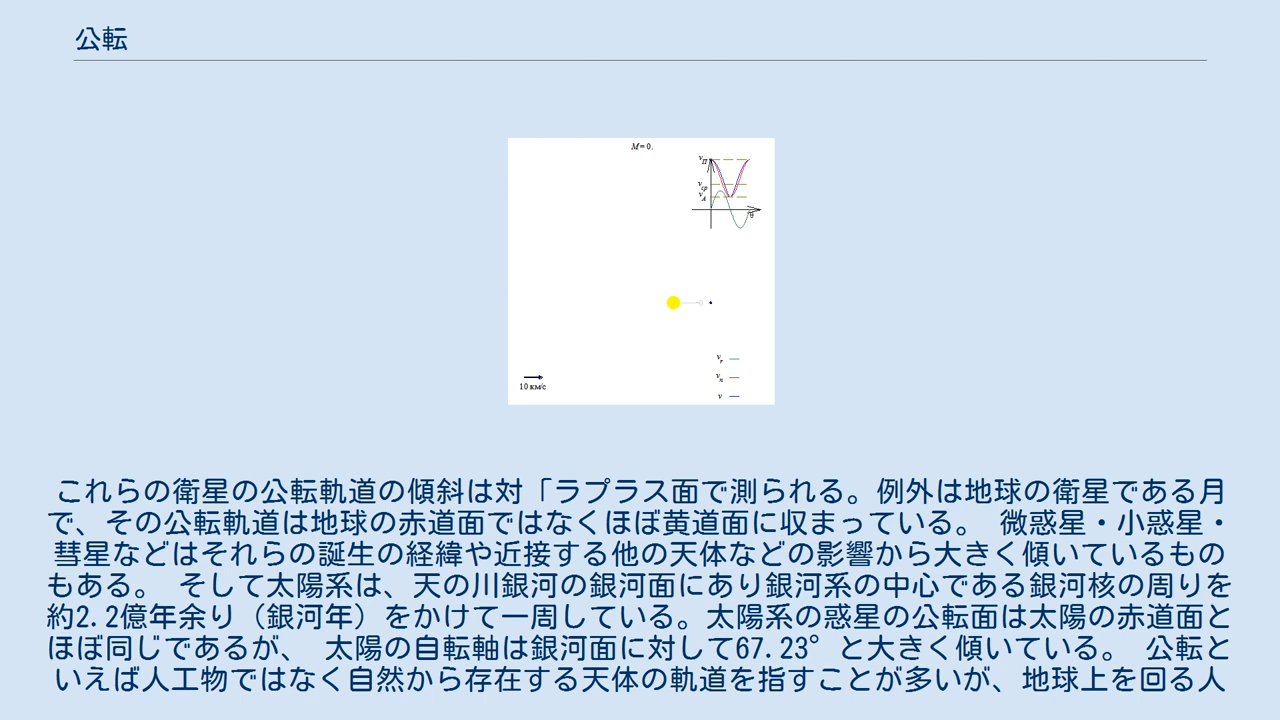 公転
M = 0.
vП
vср
vА
θ
vr
vn
v
10 км/с
これらの衛星の公転軌道の傾斜は対「ラプラス面で測られる。例外は地球の衛星である月
で、その公転軌道は地球の赤道面ではなくほぼ黄道面に収まっている。 微惑星・小惑星・
彗星などはそれらの誕生の経緯や近接する他の天体などの影響から大きく傾いているもの
もある。 そして太陽系は、天の川銀河の銀河面にあり銀河系の中心である銀河核の周りを
約2.2億年余り（銀河年）をかけて一周している。太陽系の惑星の公転面は太陽の赤道面と
ほぼ同じであるが、 太陽の自転軸は銀河面に対して67.23°と大きく傾いている。 公転と
いえば人工物ではなく自然から存在する天体の軌道を指すことが多いが、地球上を回る人